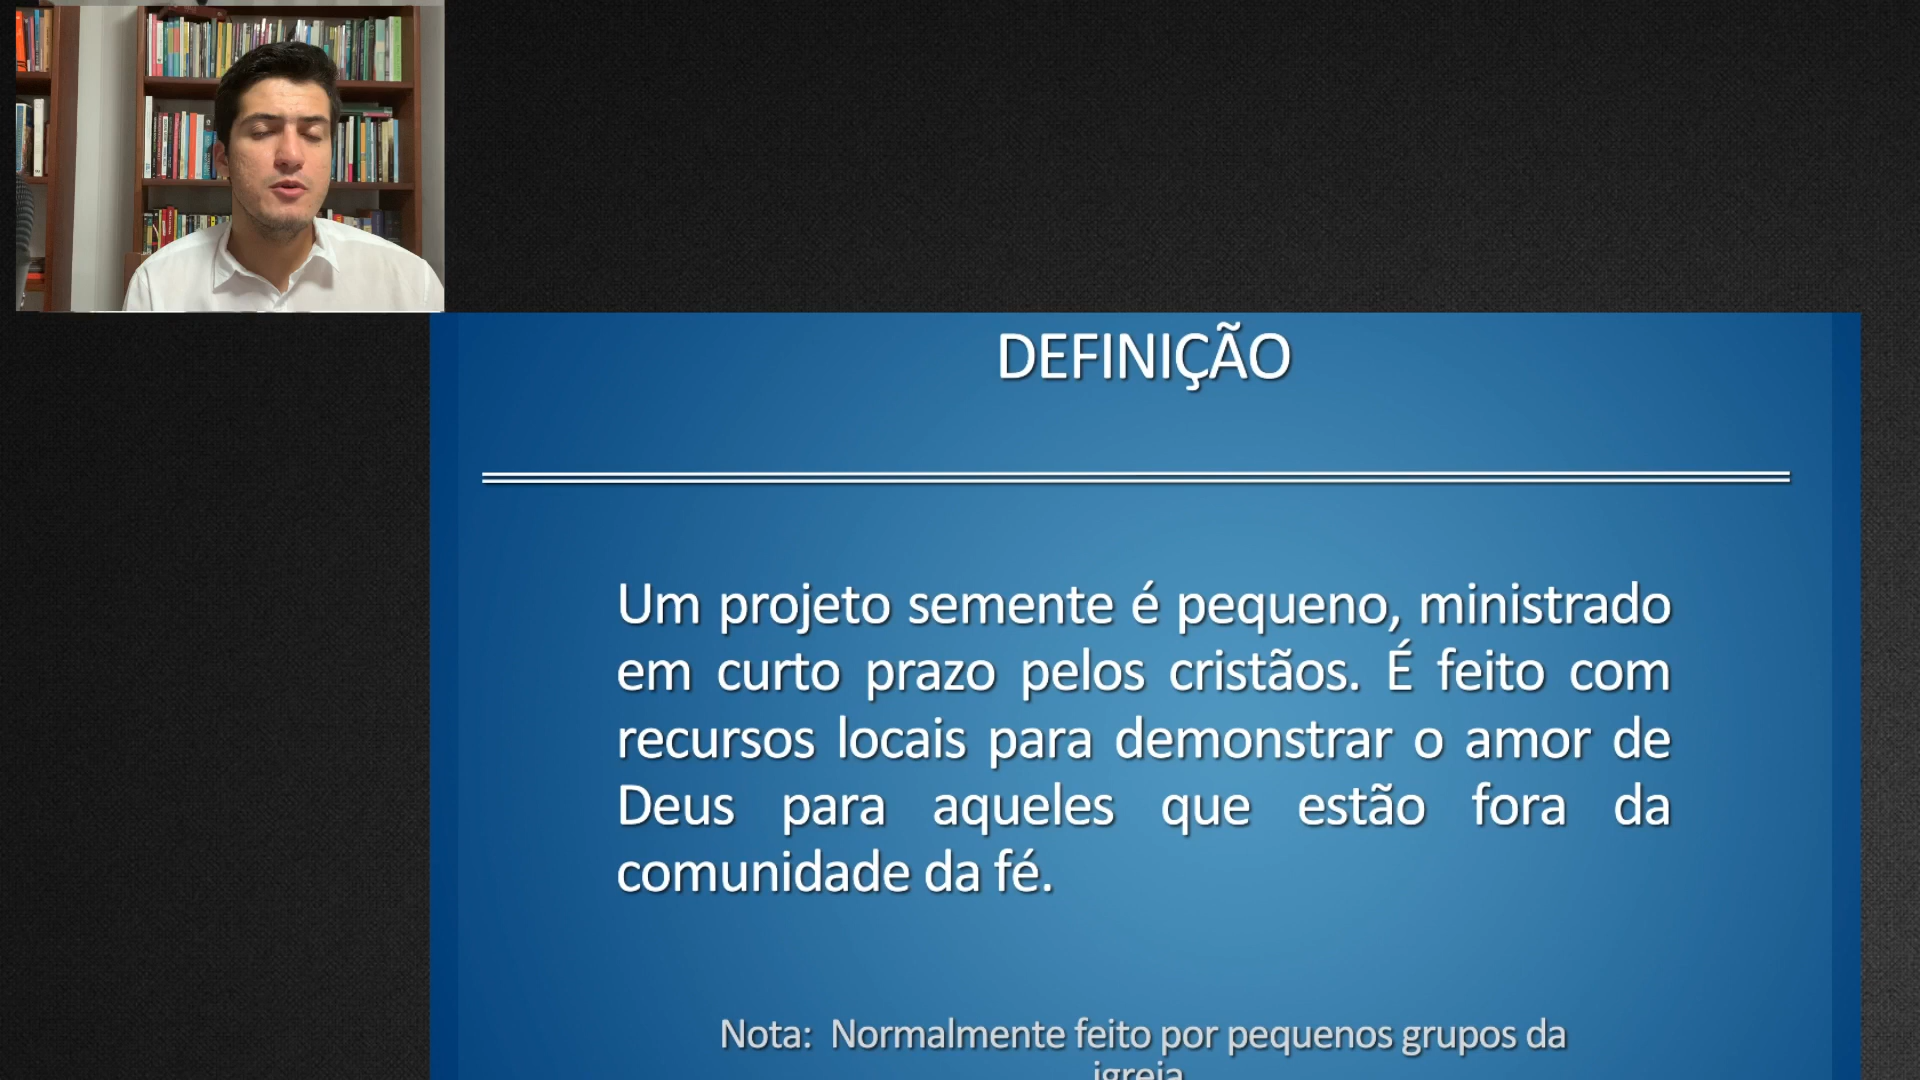 DEFINIÇÃO
Um projeto semente é pequeno, ministrado
em curto prazo pelos cristãos. É feito com
recursos locais para demonstrar o amor de
Deus para aqueles que estão fora da
comunidade da fé.
Nota: Normalmente feito por pequenos grupos da
igreja